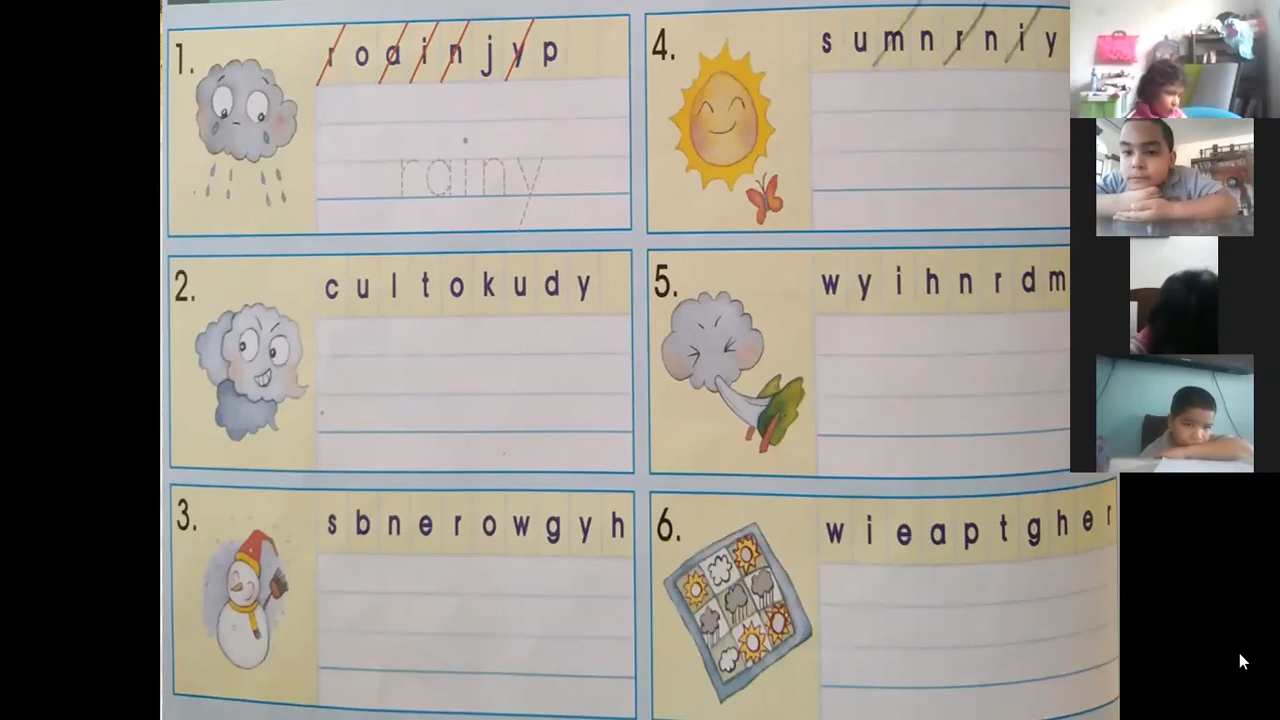 1.
r o a i n j y p
rainy
2.
c u l t o k u d y
3.
s b n e r o w g y h
4.
s u m n r n i y
5.
w y i h n r d m
6.
w i e a p t g h e r